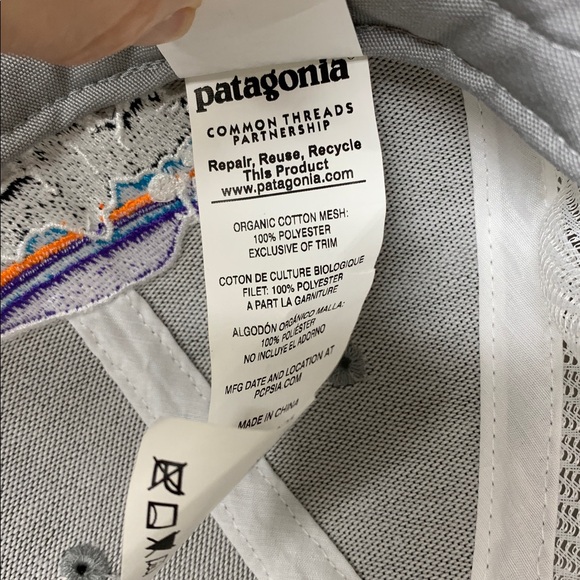 patagonia
COMMON THREADS
PARTNERSHIP
Repair, Reuse, Recycle
This Product
www.patagonia.com
ORGANIC COTTON MESH:
100% POLYESTER
EXCLUSIVE OF TRIM
COTON DE CULTURE BIOLOGIQUE
FILET: 100% POLYESTER
A PART LA GARNITURE
ALGODÓN ORGÁNICO MALLA:
100% POLIÉSTER
NO INCLUYE EL ADORNO
MFG DATE AND LOCATION AT
PCPSIA.COM
MADE IN CHINA